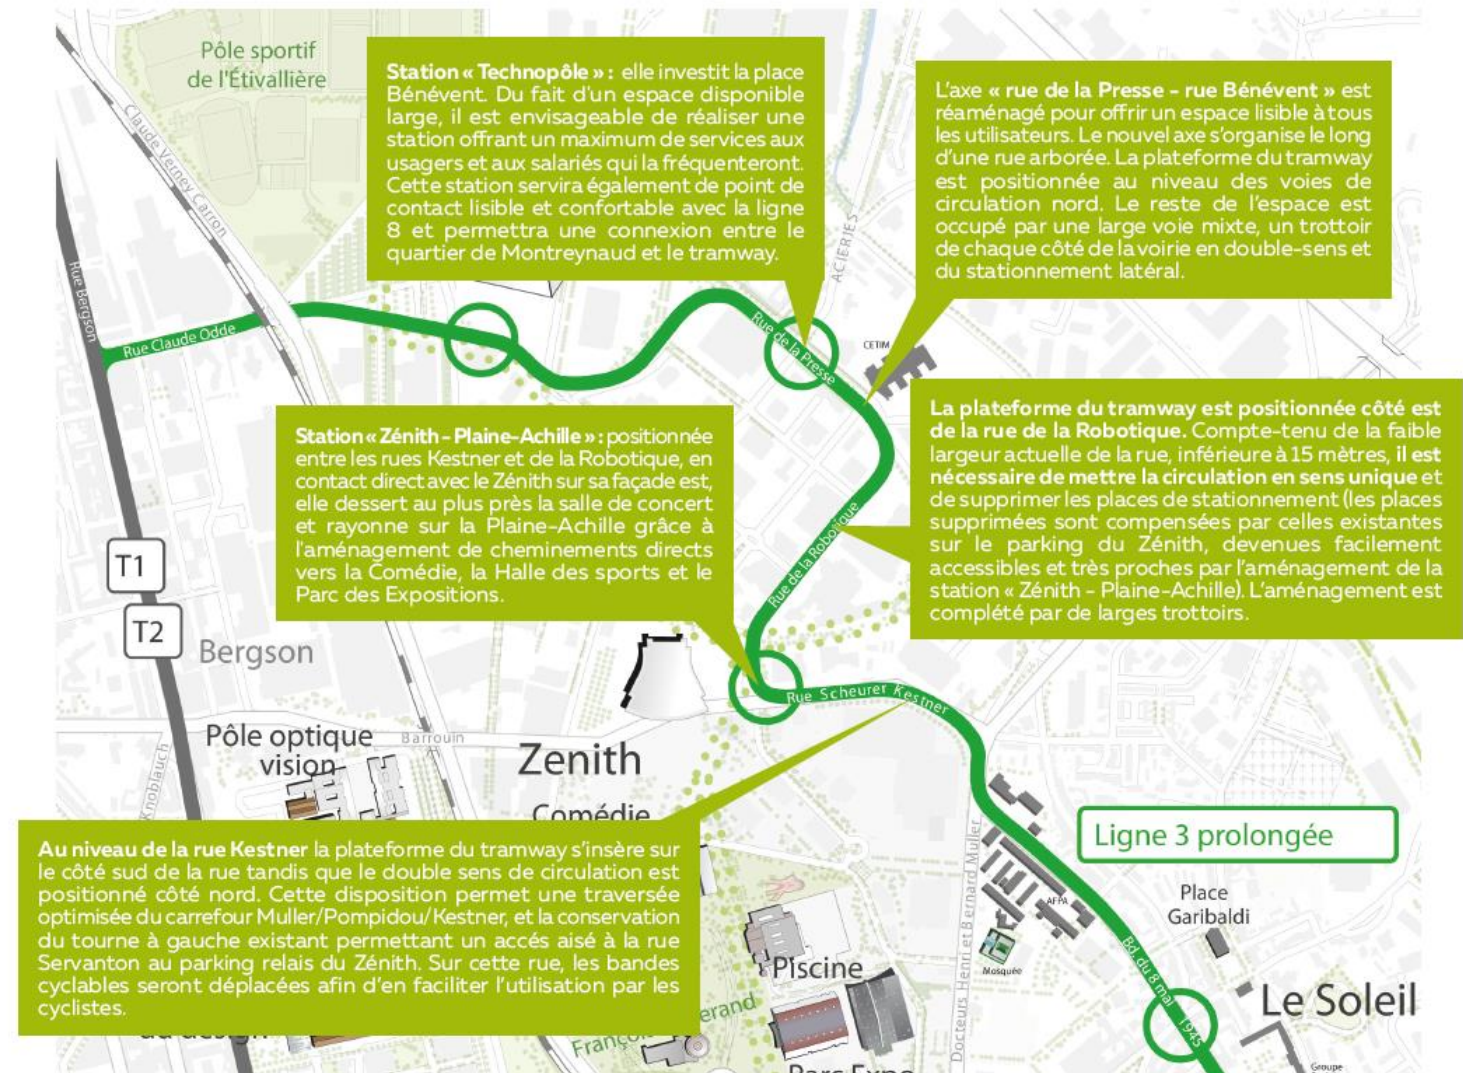 Pôle sportif
de l'Étivallière
Claude Verney Carron
Rue Bergson
Station « Technopôle » : elle investit la place
Bénévent. Du fait d'un espace disponible
large, il est envisageable de réaliser une
station offrant un maximum de services aux
usagers et aux salariés qui la fréquenteront.
Cette station servira également de point de
contact lisible et confortable avec la ligne
8 et permettra une connexion entre le
quartier de Montreynaud et le tramway.
L'axe « rue de la Presse - rue Bénévent » est
réaménagé pour offrir un espace lisible à tous
les utilisateurs. Le nouvel axe s'organise le long
d'une rue arborée. La plateforme du tramway
est positionnée au niveau des voies de
circulation nord. Le reste de l'espace est
occupé par une large voie mixte, un trottoir
de chaque côté de la voirie en double-sens et
du stationnement latéral.
ACIERIES
Rue Claude Odde
Rue de la Presse
CETIM
Station « Zénith - Plaine-Achille » : positionnée
entre les rues Kestner et de la Robotique, en
contact direct avec le Zénith sur sa façade est,
elle dessert au plus près la salle de concert
et rayonne sur la Plaine-Achille grâce à
l'aménagement de cheminements directs
vers la Comédie, la Halle des sports et le
Parc des Expositions.
La plateforme du tramway est positionnée côté est
de la rue de la Robotique. Compte-tenu de la faible
largeur actuelle de la rue, inférieure à 15 mètres, il est
nécessaire de mettre la circulation en sens unique et
de supprimer les places de stationnement (les places
supprimées sont compensées par celles existantes
sur le parking du Zénith, devenues facilement
accessibles et très proches par l'aménagement de la
station « Zénith - Plaine-Achille). L'aménagement est
complété par de larges trottoirs.
Rue de la Robotique
T1
T2
Bergson
Rue Scheurer Kestner
Pôle optique
vision
Barrouin
Knoblauch
Zenith
Comédie
Ligne 3 prolongée
Au niveau de la rue Kestner la plateforme du tramway s'insère sur
le côté sud de la rue tandis que le double sens de circulation est
positionné côté nord. Cette disposition permet une traversée
optimisée du carrefour Muller/Pompidou/Kestner, et la conservation
du tourne à gauche existant permettant un accés aisé à la rue
Servanton au parking relais du Zénith. Sur cette rue, les bandes
cyclables seront déplacées afin d'en faciliter l'utilisation par les
cyclistes.
Docteurs Henri et Bernard Muller
AFPA
Place
Garibaldi
Mosquée
Piscine
Bd. du 8 mai 1945
Le Soleil
du design
Parc Expo
Groupe